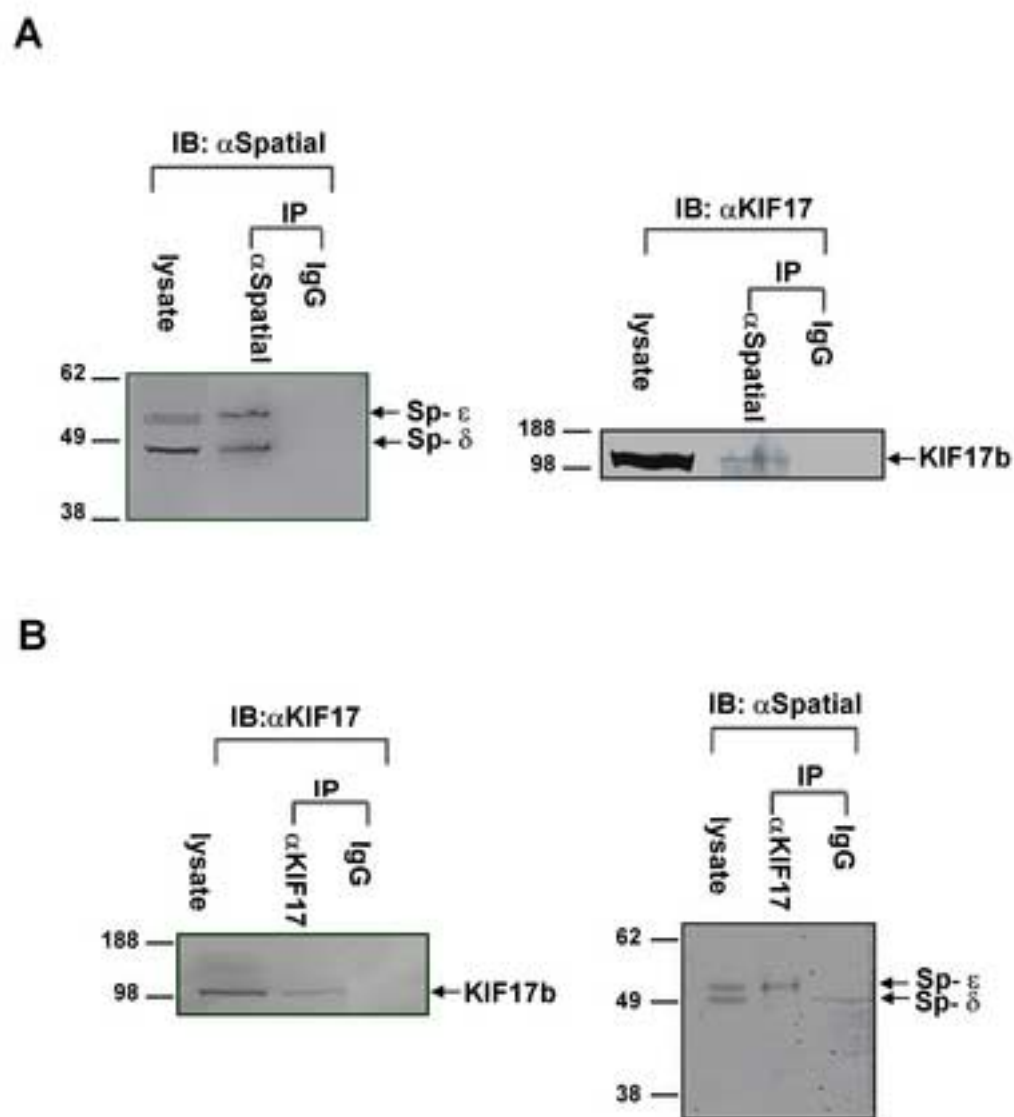 A
IB: αSpatial
IP
lysate
αSpatial
IgG
62
49
38
Sp- ε
Sp- δ
IB: αKIF17
IP
lysate
αSpatial
IgG
188
98
KIF17b
B
IB:αKIF17
IP
lysate
αKIF17
IgG
188
98
KIF17b
IB: αSpatial
IP
lysate
αKIF17
IgG
62
49
38
Sp- ε
Sp- δ